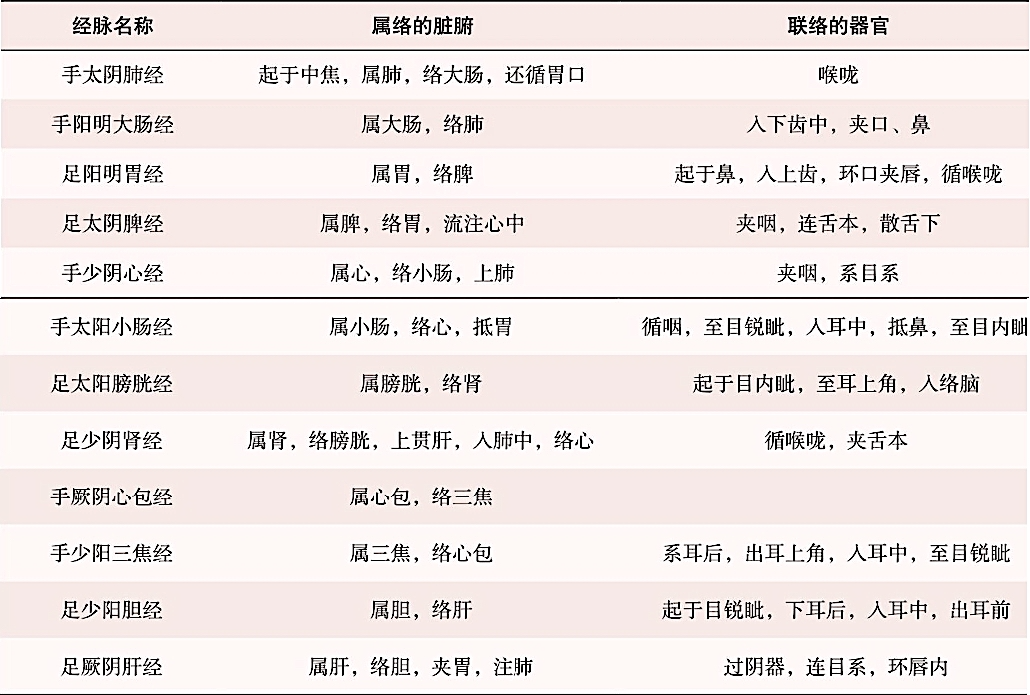 经脉名称 属络的脏腑 联络的器官
手太阴肺经 起于中焦，属肺，络大肠，还循胃口 喉咙
手阳明大肠经 属大肠，络肺 入下齿中，夹口、鼻
足阳明胃经 属胃，络脾 起于鼻，入上齿，环口夹唇，循喉咙
足太阴脾经 属脾，络胃，流注心中 夹咽，连舌本，散舌下
手少阴心经 属心，络小肠，上肺 夹咽，系目系
手太阳小肠经 属小肠，络心，抵胃 循咽，至目锐眦，入耳中，抵鼻，至目内眦
足太阳膀胱经 属膀胱，络肾 起于目内眦，至耳上角，入络脑
足少阴肾经 属肾，络膀胱，上贯肝，入肺中，络心 循喉咙，夹舌本
手厥阴心包经 属心包，络三焦
手少阳三焦经 属三焦，络心包 系耳后，出耳上角，入耳中，至目锐眦
足少阳胆经 属胆，络肝 起于目锐眦，下耳后，入耳中，出耳前
足厥阴肝经 属肝，络胆，夹胃，注肺 过阴器，连目系，环唇内